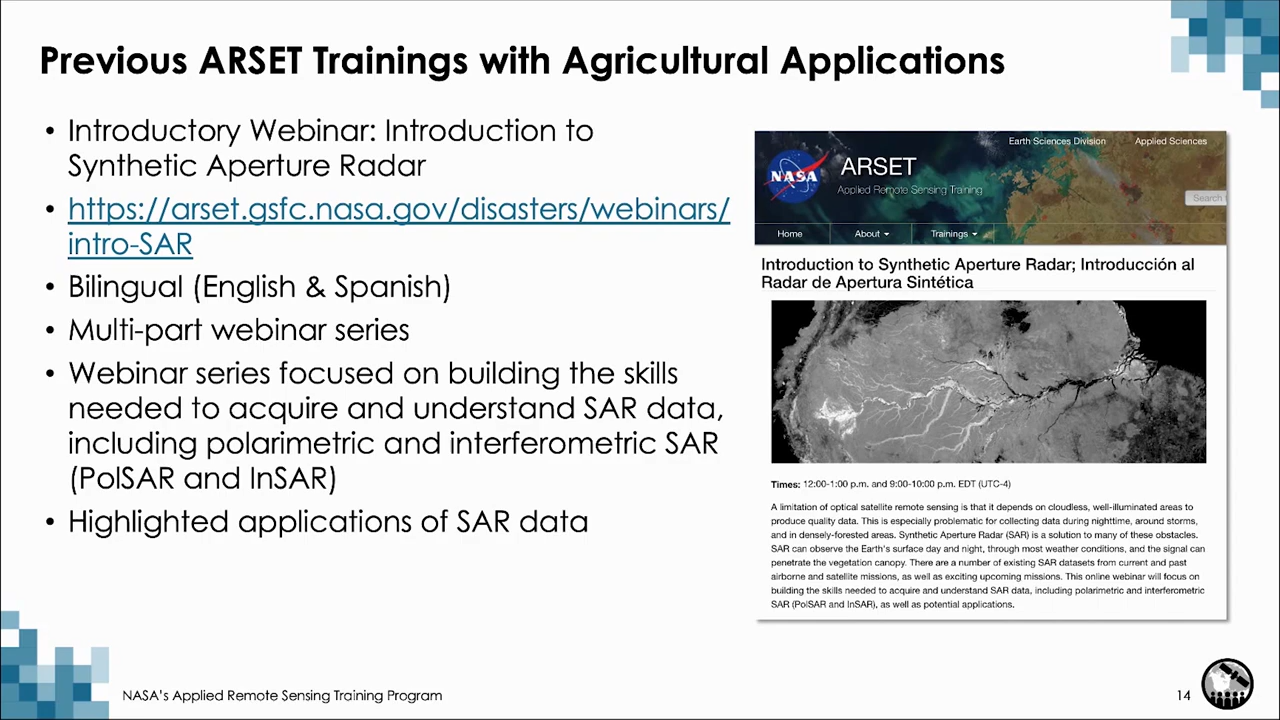 Previous ARSET Trainings with Agricultural Applications
• Introductory Webinar: Introduction to
Synthetic Aperture Radar
• https://arset.gsfc.nasa.gov/disasters/webinars/
intro-SAR
• Bilingual (English & Spanish)
• Multi-part webinar series
• Webinar series focused on building the skills
needed to acquire and understand SAR data,
including polarimetric and interferometric SAR
(PolSAR and InSAR)
• Highlighted applications of SAR data
Earth Sciences Division Applied Sciences
NASA
ARSET
Applied Remote Sensing Training
Search
Home About Trainings
Introduction to Synthetic Aperture Radar; Introducción al
Radar de Apertura Sintética
Times: 12:00-1:00 p.m. and 9:00-10:00 p.m. EDT (UTC-4)
A limitation of optical satellite remote sensing is that it depends on cloudless, well-illuminated areas to
produce quality data. This is especially problematic for collecting data during nighttime, around storms,
and in densely-forested areas. Synthetic Aperture Radar (SAR) is a solution to many of these obstacles.
SAR can observe the Earth's surface day and night, through most weather conditions, and the signal can
penetrate the vegetation canopy. There are a number of existing SAR datasets from current and past
airborne and satellite missions, as well as exciting upcoming missions. This online webinar will focus on
building the skills needed to acquire and understand SAR data, including polarimetric and interferometric
SAR (PolSAR and InSAR), as well as potential applications.
NASA's Applied Remote Sensing Training Program
14